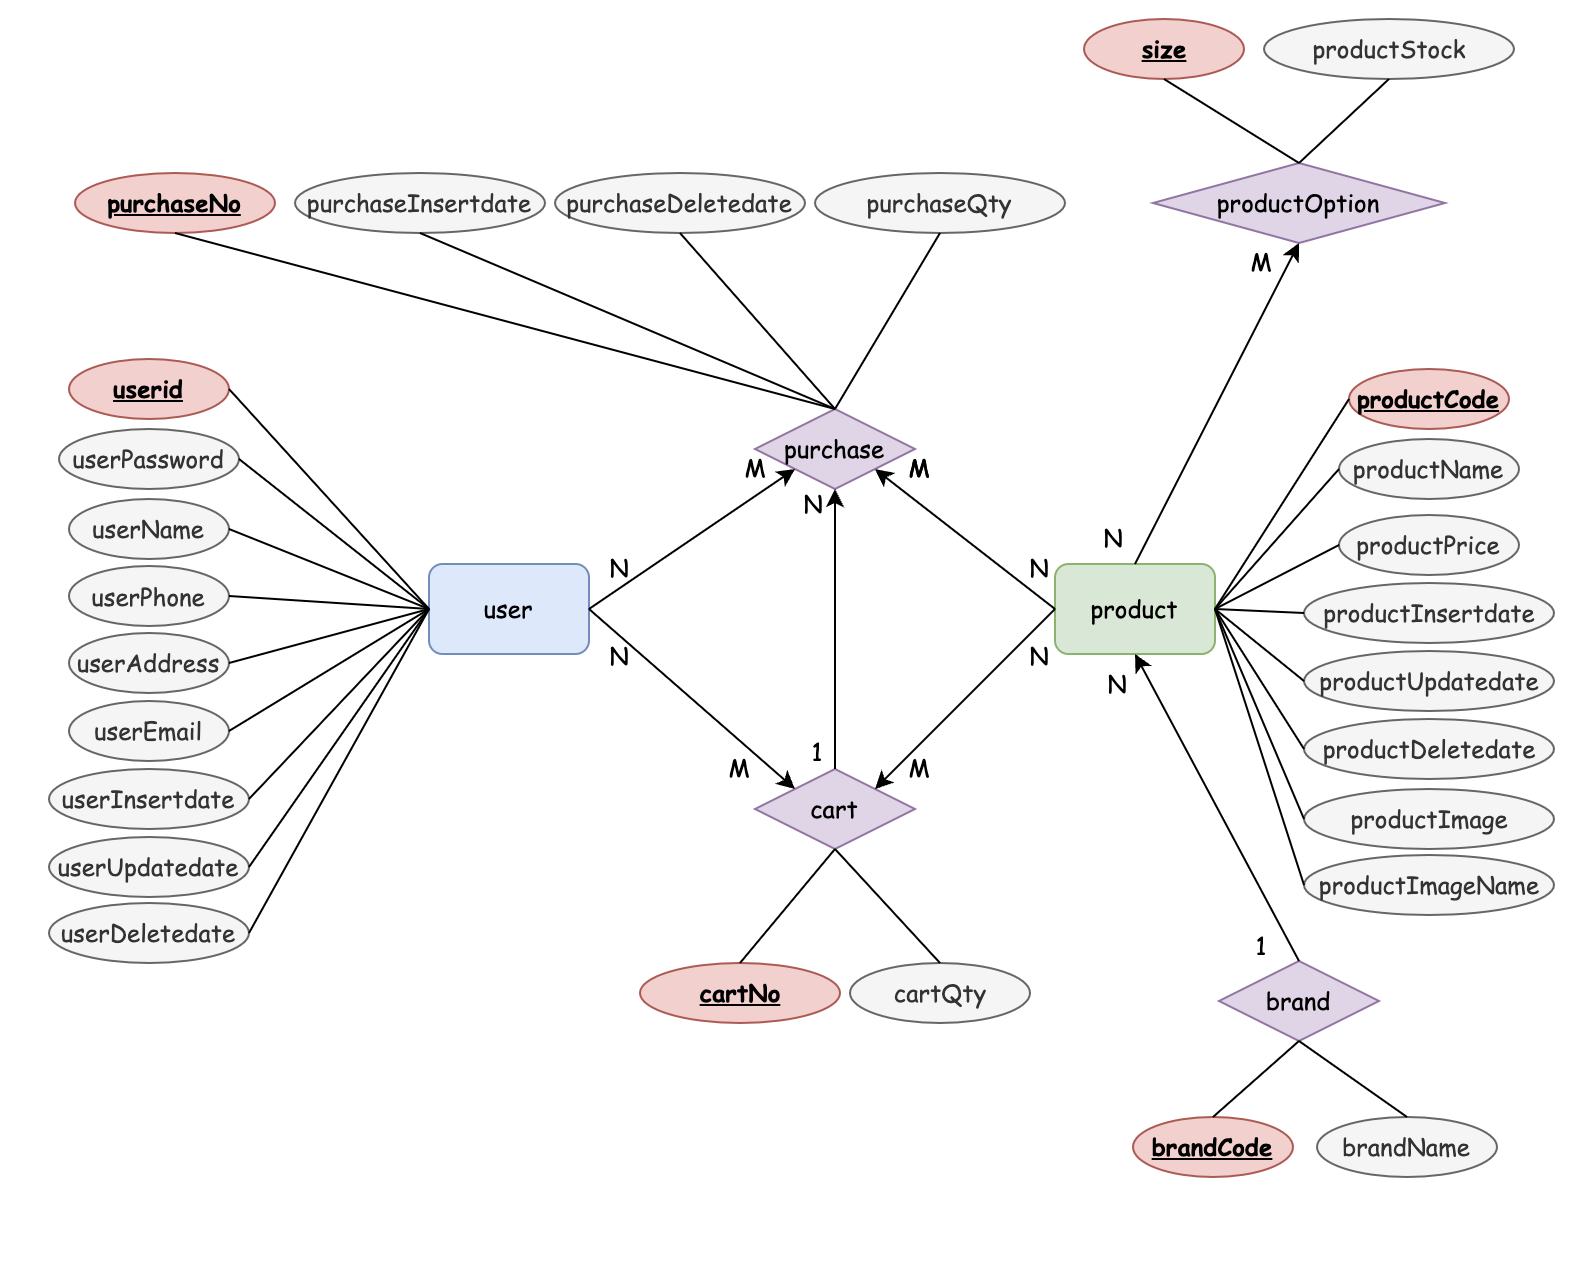 size
productStock
purchaseNo
purchaseInsertdate
purchaseDeletedate
purchaseQty
productOption
M
userid
productCode
userPassword
purchase
productName
M
M
N
userName
N
productPrice
N
N
userPhone
user
product
productInsertdate
N
N
userAddress
N
productUpdatedate
userEmail
1
productDeletedate
M
M
userInsertdate
cart
productImage
userUpdatedate
productImageName
userDeletedate
1
cartNo
cartQty
brand
brandCode
brandName